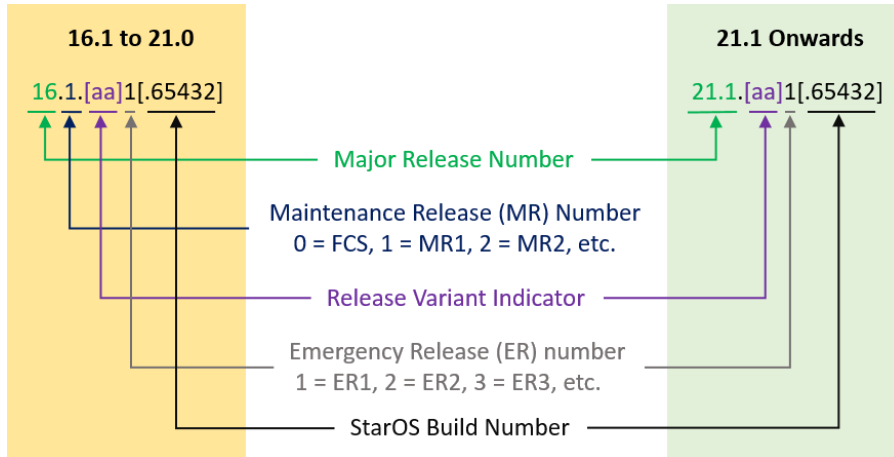 16.1 to 21.0
21.1 Onwards
16.1.[aa]1[.65432]
21.1.[aa]1[.65432]
Major Release Number
Maintenance Release (MR) Number
0 = FCS, 1 = MR1, 2 = MR2, etc.
Release Variant Indicator
Emergency Release (ER) number
1 = ER1, 2 = ER2, 3 = ER3, etc.
StarOS Build Number